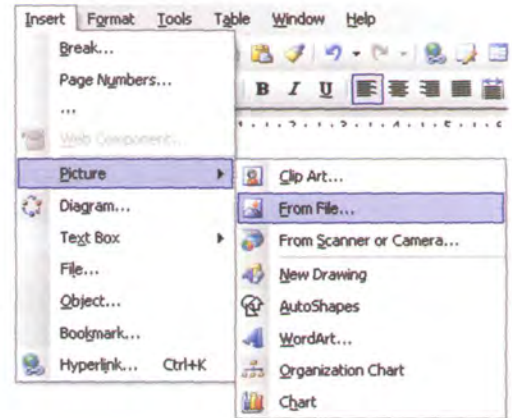 Insert Format Tools Table Window Help
Break...
Page Numbers...
...
Web Component...
Picture
Diagram...
Text Box
File...
Object...
Bookmark...
Hyperlink... Ctrl+K
B I U
Clip Art...
From File...
From Scanner or Camera...
New Drawing
AutoShapes
WordArt...
Organization Chart
Chart